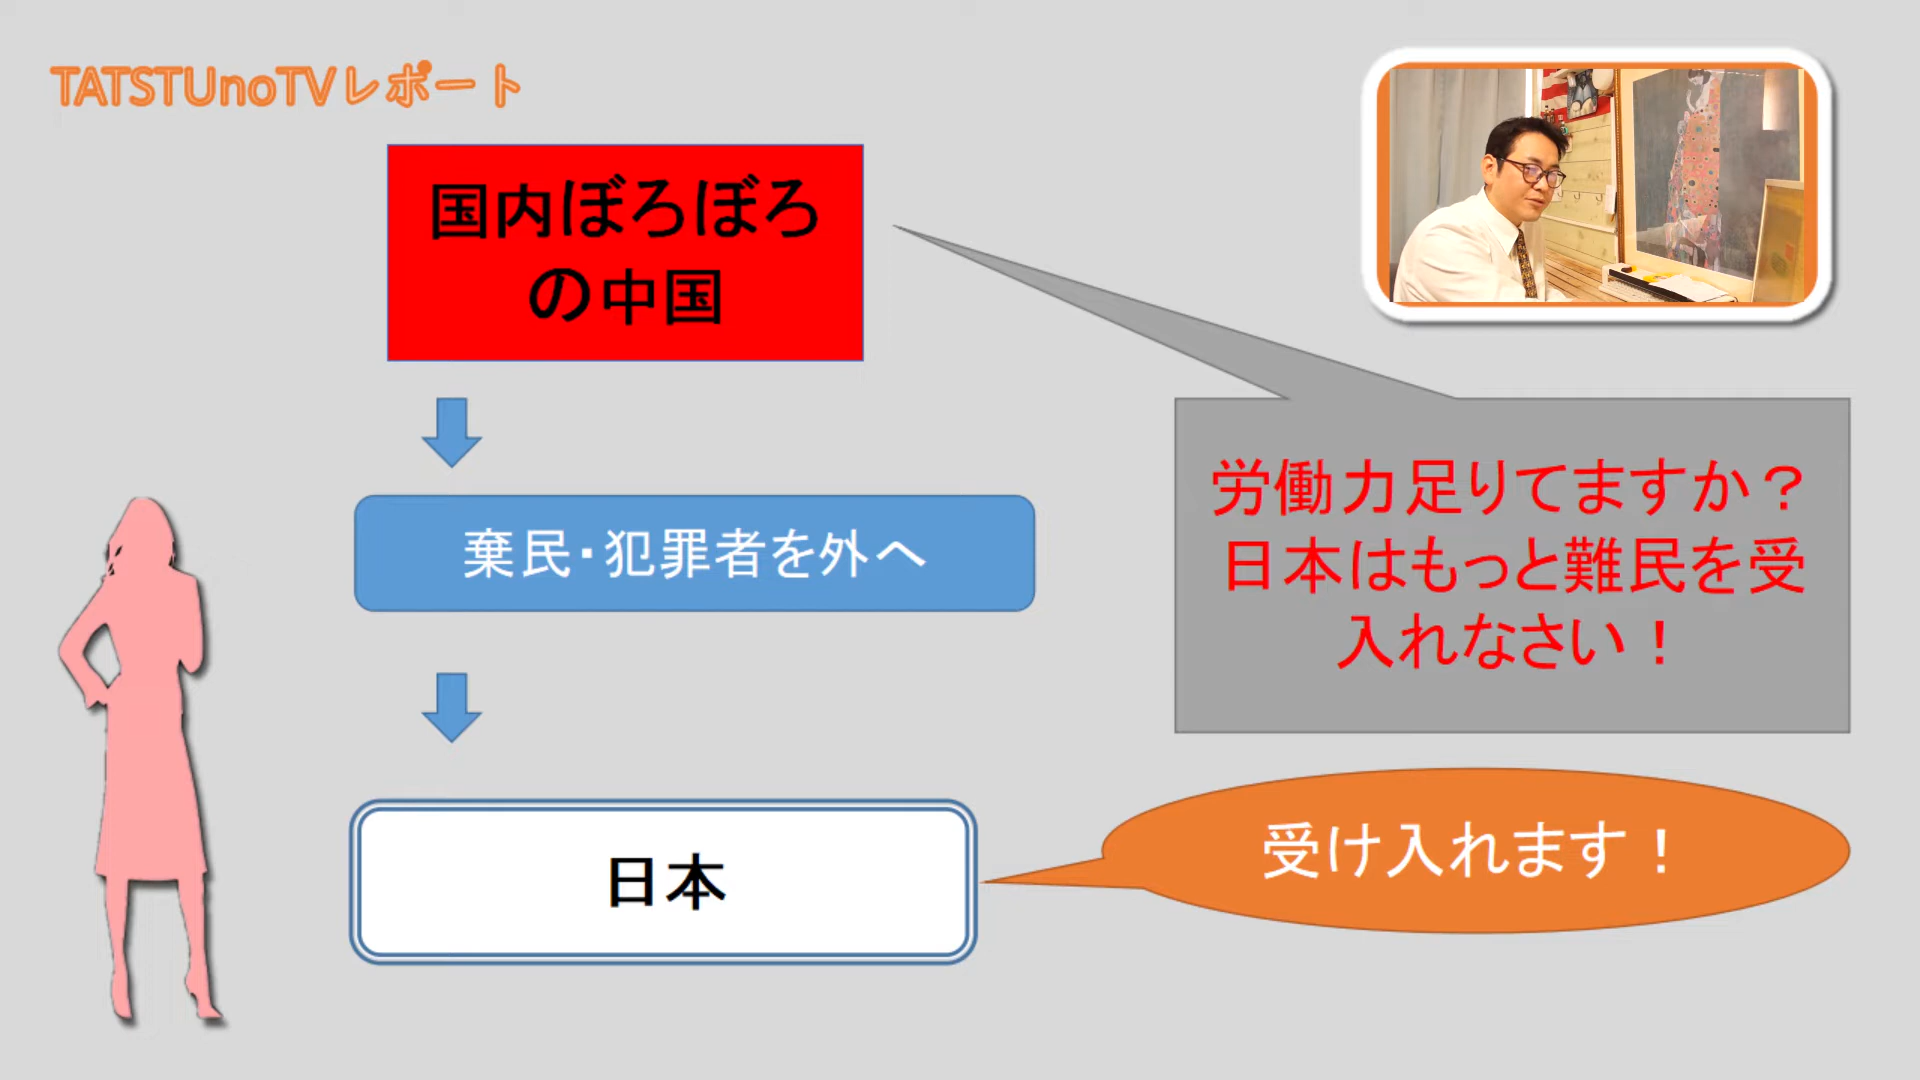 TATSTUnoTVレポート
国内ぼろぼろ
の中国
棄民・犯罪者を外へ
労働力足りてますか？
日本はもっと難民を受
入れなさい！
日本
受け入れます！